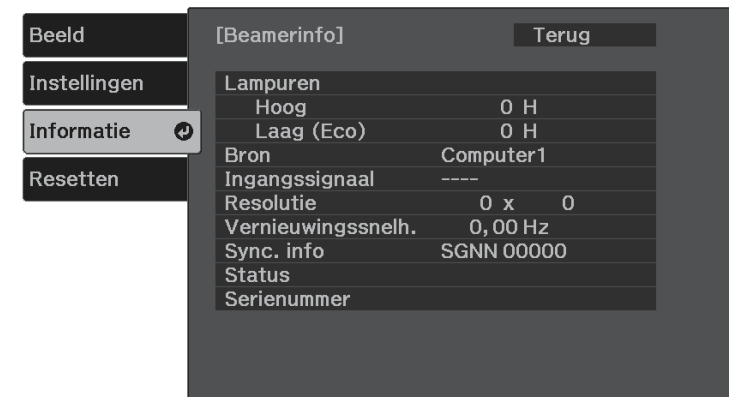 Beeld
Instellingen
Informatie
Resetten
[Beamerinfo] Terug
Lampuren
Hoog 0 H
Laag (Eco) 0 H
Bron Computer1
Ingangssignaal ----
Resolutie 0 x 0
Vernieuwingssnelh. 0,00 Hz
Sync. info SGNN 00000
Status
Serienummer